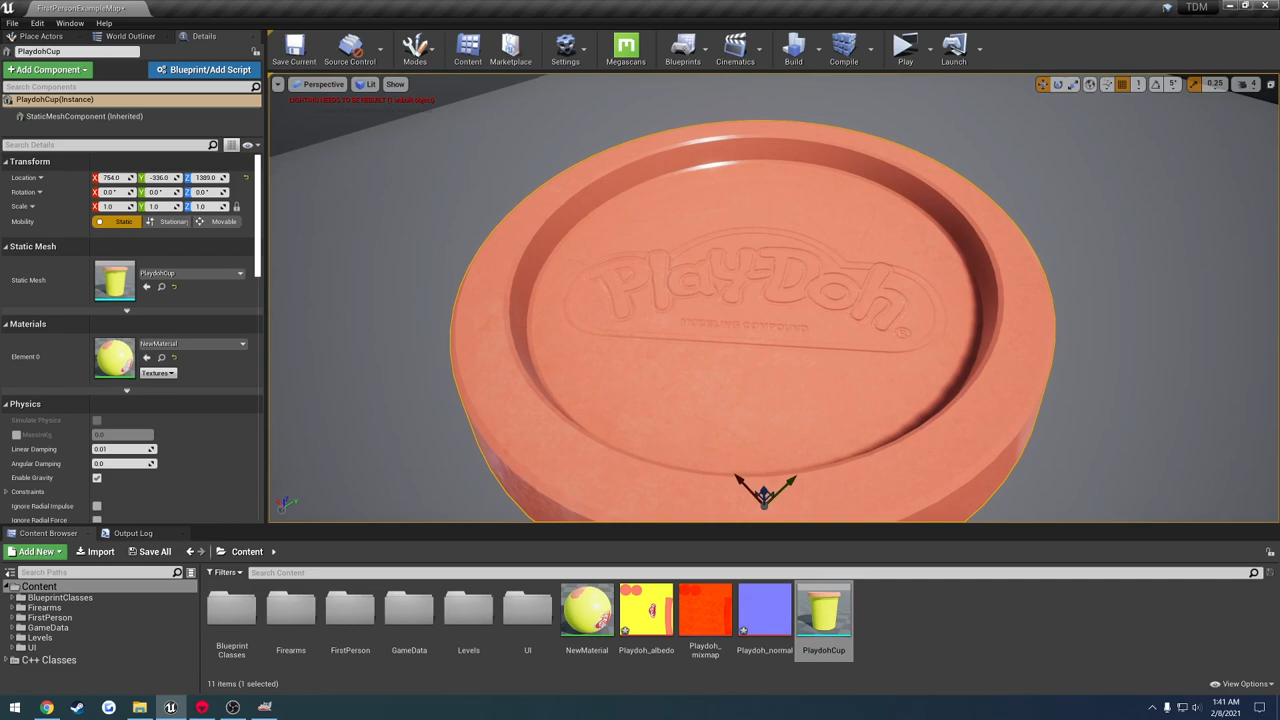 FirstPersonExampleMap•
TDM
File Edit Window Help
Place Actors World Outliner Details
PlaydohCup
+ Add Component Blueprint/Add Script
Search Components
PlaydohCup(Instance)
StaticMeshComponent (Inherited)
Search Details
Transform
Location X 754.0 Y -336.0 Z 1389.0
Rotation X 0.0 ° Y 0.0 ° Z 0.0 °
Scale X 1.0 Y 1.0 Z 1.0
Mobility Static Stationary Movable
Static Mesh
Static Mesh PlaydohCup
Materials
Element 0 NewMaterial
Textures
Physics
Simulate Physics
MassInKg 0.0
Linear Damping 0.01
Angular Damping 0.0
Enable Gravity
Constraints
Ignore Radial Impulse
Ignore Radial Force
Save Current Source Control Modes Content Marketplace Settings Megascans Blueprints Cinematics Build Compile Play Launch
Perspective Lit Show
LIGHTING NEEDS TO BE REBUILT (1 unbuilt object)
1 5° 0.25 4
Play-Doh®
MODELING COMPOUND
Content Browser Output Log
Add New Import Save All Content
Search Paths Filters Search Content
Content
BlueprintClasses
Firearms
FirstPerson
GameData
Levels
UI
C++ Classes
Blueprint Classes Firearms FirstPerson GameData Levels UI NewMaterial Playdoh_albedo Playdoh_mixmap Playdoh_normal PlaydohCup
11 items (1 selected) View Options
1:41 AM
2/8/2021